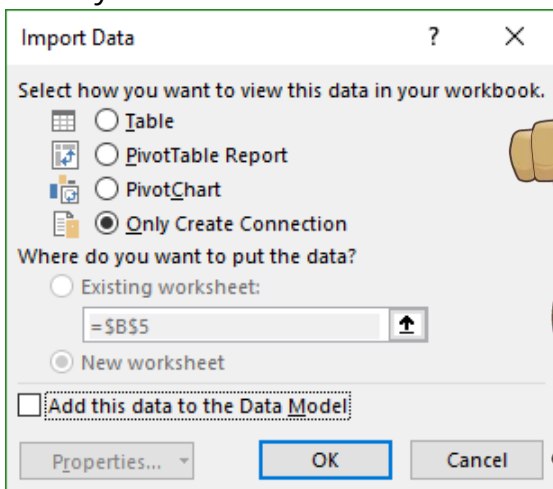 Import Data ?
Select how you want to view this data in your workbook.
Table
PivotTable Report
PivotChart
Only Create Connection
Where do you want to put the data?
Existing worksheet:
=$B$5
New worksheet
Add this data to the Data Model
Properties...
OK Cancel